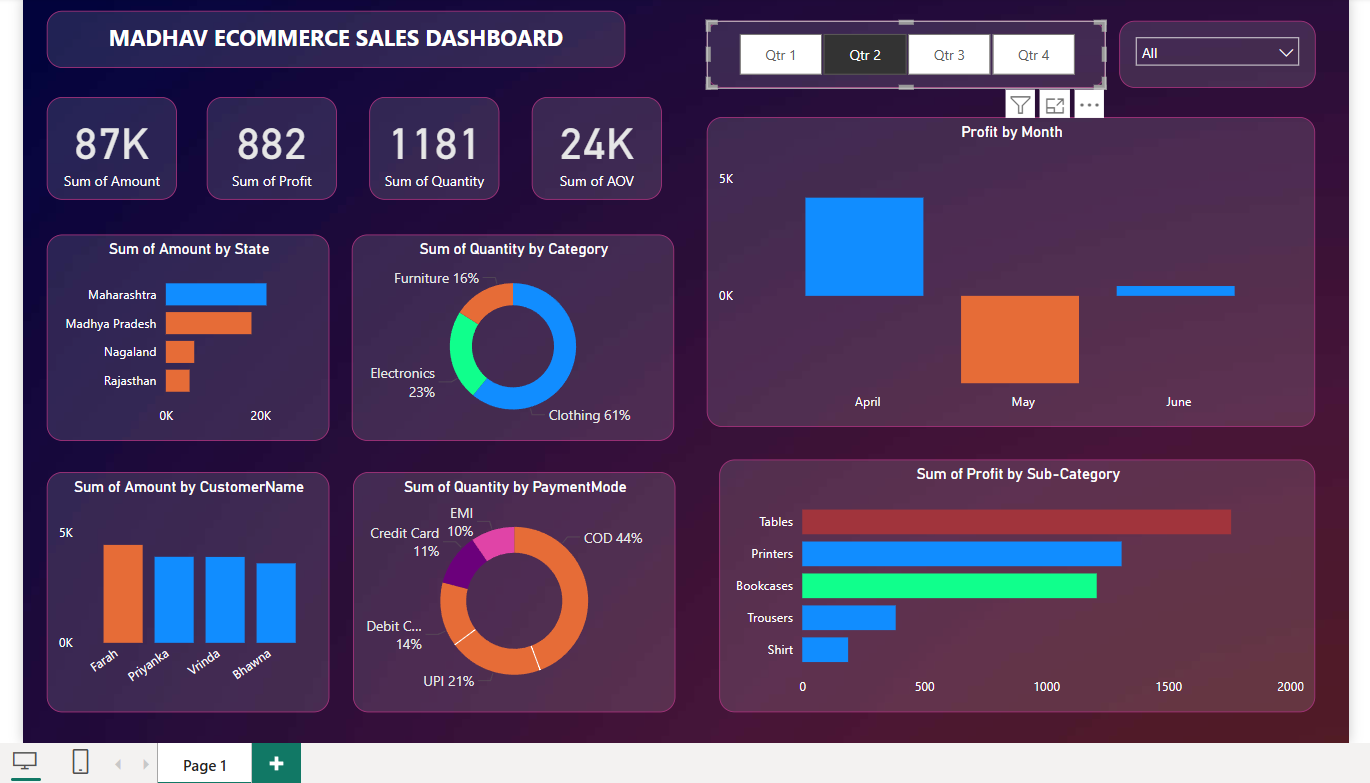 MADHAV ECOMMERCE SALES DASHBOARD
Qtr 1
Qtr 2
Qtr 3
Qtr 4
All
87K
Sum of Amount
882
Sum of Profit
1181
Sum of Quantity
24K
Sum of AOV
Profit by Month
5K
0K
April
May
June
Sum of Amount by State
Maharashtra
Madhya Pradesh
Nagaland
Rajasthan
0K
20K
Sum of Quantity by Category
Furniture 16%
Electronics
23%
Clothing 61%
Sum of Amount by CustomerName
5K
0K
Farah
Priyanka
Vrinda
Bhawna
Sum of Quantity by PaymentMode
EMI
10%
Credit Card
11%
COD 44%
Debit C...
14%
UPI 21%
Sum of Profit by Sub-Category
Tables
Printers
Bookcases
Trousers
Shirt
0
500
1000
1500
2000
Page 1